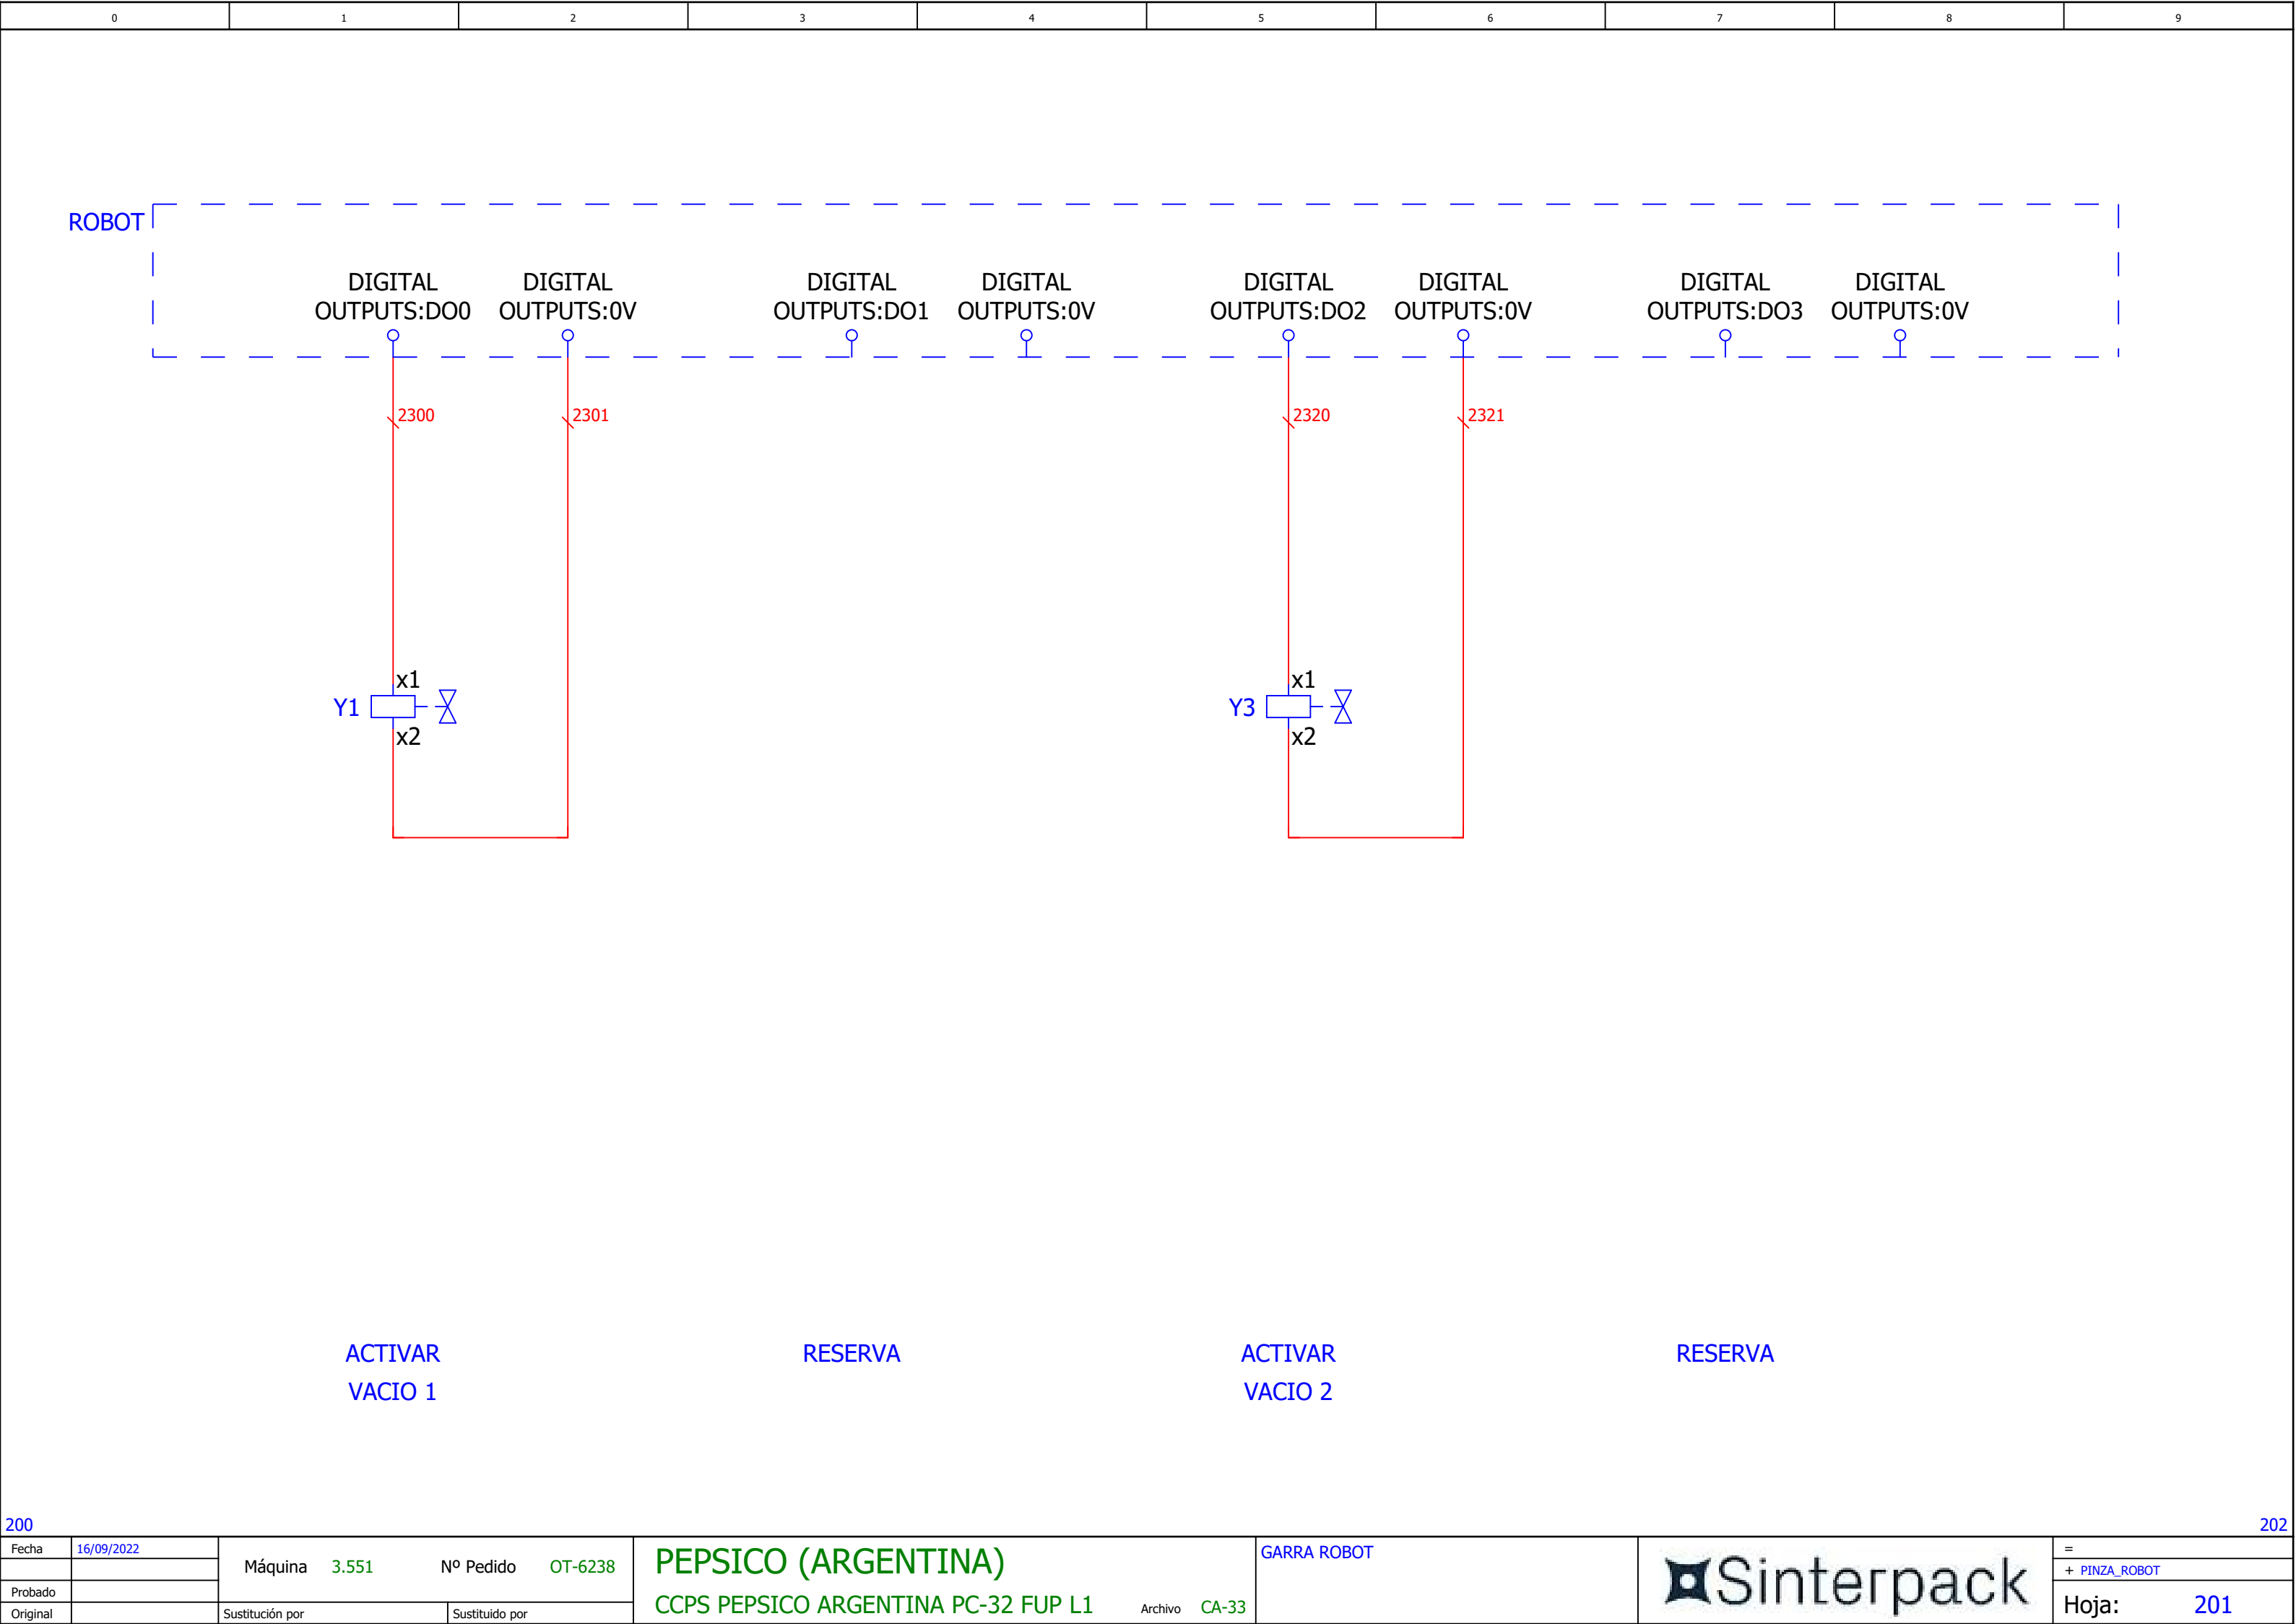 0 1 2 3 4 5 6 7 8 9
ROBOT
DIGITAL DIGITAL DIGITAL DIGITAL DIGITAL DIGITAL DIGITAL DIGITAL
OUTPUTS:DO0 OUTPUTS:0V OUTPUTS:DO1 OUTPUTS:0V OUTPUTS:DO2 OUTPUTS:0V OUTPUTS:DO3 OUTPUTS:0V
2300 2301 2320 2321
x1 x1
Y1 Y3
x2 x2
ACTIVAR RESERVA ACTIVAR RESERVA
VACIO 1 VACIO 2
200 202
Fecha 16/09/2022
Probado
Original
Máquina 3.551 Nº Pedido OT-6238
Sustitución por Sustituido por
PEPSICO (ARGENTINA)
CCPS PEPSICO ARGENTINA PC-32 FUP L1 Archivo CA-33
GARRA ROBOT
Sinterpack
=
+ PINZA_ROBOT
Hoja: 201